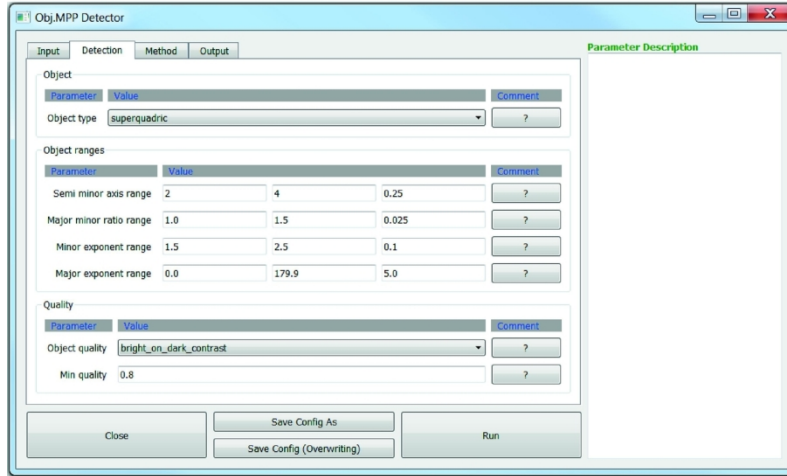 Obj.MPP Detector
Input Detection Method Output
Parameter Description
Object
Parameter Value Comment
Object type superquadric ?
Object ranges
Parameter Value Comment
Semi minor axis range 2 4 0.25 ?
Major minor ratio range 1.0 1.5 0.025 ?
Minor exponent range 1.5 2.5 0.1 ?
Major exponent range 0.0 179.9 5.0 ?
Quality
Parameter Value Comment
Object quality bright_on_dark_contrast ?
Min quality 0.8 ?
Close
Save Config As
Save Config (Overwriting)
Run